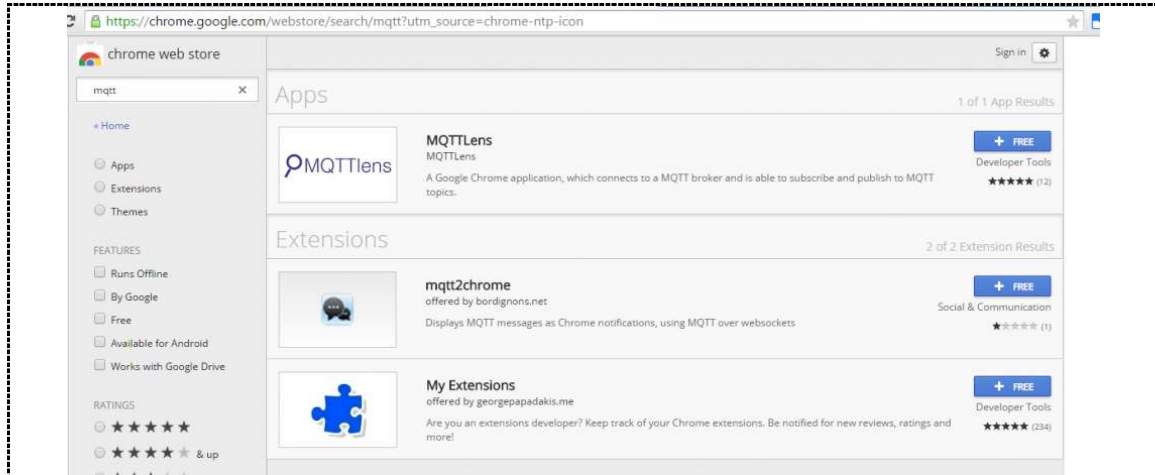 https://chrome.google.com/webstore/search/mqtt?utm_source=chrome-ntp-icon
chrome web store
Sign in
mqtt
Apps
1 of 1 App Results
« Home
Apps
Extensions
Themes
FEATURES
Runs Offline
By Google
Free
Available for Android
Works with Google Drive
RATINGS
& up
MQTTlens
MQTTLens
MQTTLens
A Google Chrome application, which connects to a MQTT broker and is able to subscribe and publish to MQTT
topics.
+ FREE
Developer Tools
(12)
Extensions
2 of 2 Extension Results
mqtt2chrome
offered by bordignons.net
Displays MQTT messages as Chrome notifications, using MQTT over websockets
+ FREE
Social & Communication
(1)
My Extensions
offered by georgepapadakis.me
Are you an extensions developer? Keep track of your Chrome extensions. Be notified for new reviews, ratings and
more!
+ FREE
Developer Tools
(234)